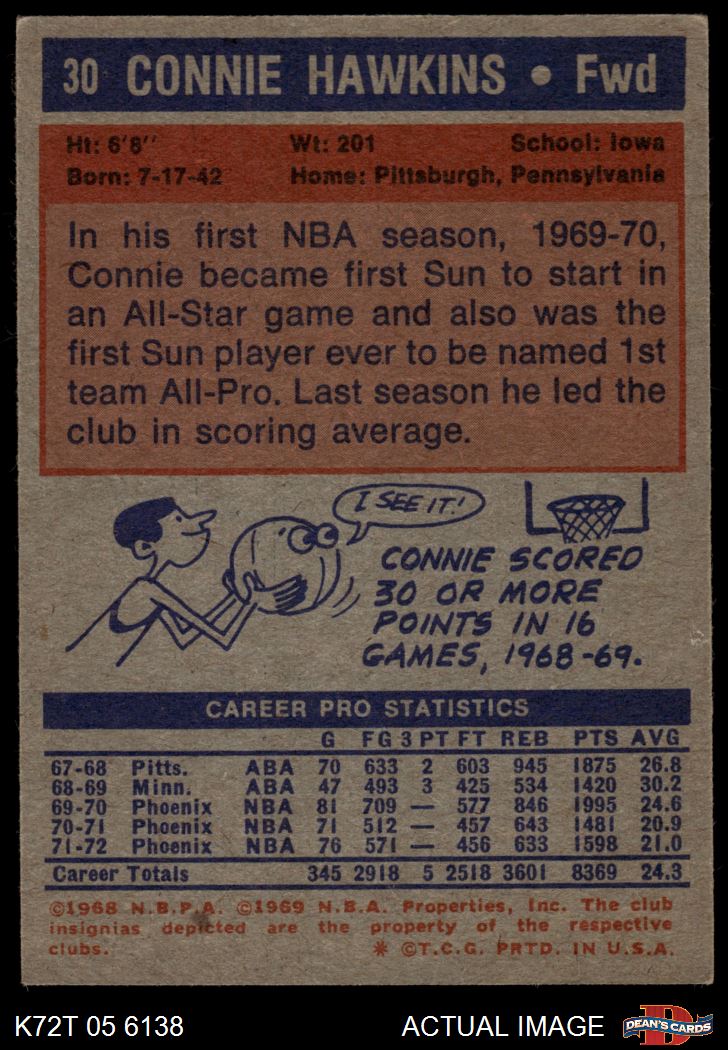 30 CONNIE HAWKINS • Fwd
Ht: 6'8" Wt: 201 School: Iowa
Born: 7-17-42 Home: Pittsburgh, Pennsylvania
In his first NBA season, 1969-70,
Connie became first Sun to start in
an All-Star game and also was the
first Sun player ever to be named 1st
team All-Pro. Last season he led the
club in scoring average.
I SEE IT!
CONNIE SCORED
30 OR MORE
POINTS IN 16
GAMES, 1968-69.
CAREER PRO STATISTICS
G FG 3 PT FT REB PTS AVG
67-68 Pitts. ABA 70 633 2 603 945 1875 26.8
68-69 Minn. ABA 47 493 3 425 534 1420 30.2
69-70 Phoenix NBA 81 709 — 577 846 1995 24.6
70-71 Phoenix NBA 71 512 — 457 643 1481 20.9
71-72 Phoenix NBA 76 571 — 456 633 1598 21.0
Career Totals 345 2918 5 2518 3601 8369 24.3
©1968 N.B.P.A. ©1969 N.B.A. Properties, Inc. The club
insignias depicted are the property of the respective
clubs. * ©T.C.G. PRTD. IN U.S.A.
K72T 05 6138 ACTUAL IMAGE D DEAN'S CARDS